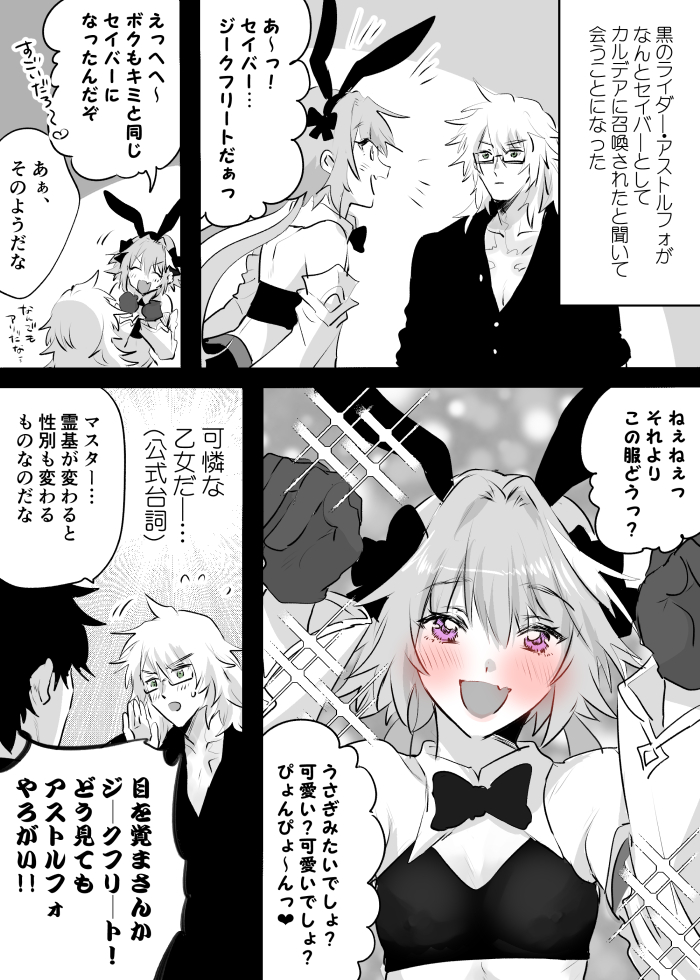 黒のライダー・アストルフォが
なんとセイバーとして
カルデアに召喚されたと聞いて
会うことになった
あ〜っ！
セイバー…
ジークフリートだぁっ
えっへへ〜
ボクもキミと同じ
セイバーに
なったんだぞ
すごいだろ〜♡
あぁ、
そのようだな
なんでも
アリだな…
ねぇねぇっ
それより
この服どうっ？
うさぎみたいでしょ？
可愛い？可愛いでしょ？
ぴょんぴょ〜んっ♥
可憐な
乙女だ——…
（公式台詞）
マスター…
霊基が変わると
性別も変わる
ものなのだな
目を覚まさんか
ジークフリート！
どう見ても
アストルフォ
やろがい!!